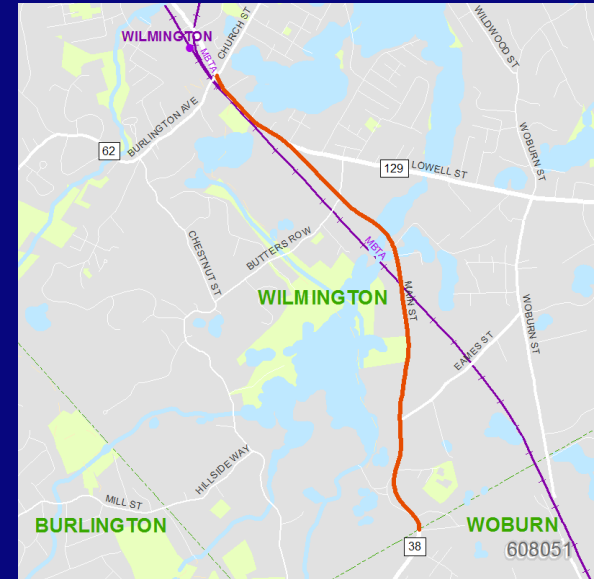 WILMINGTON
MBTA
CHURCH ST
WILDWOOD ST
BURLINGTON AVE
62
WOBURN ST
129
LOWELL ST
CHESTNUT ST
BUTTERS ROW
MBTA
WILMINGTON
MAIN ST
WOBURN ST
EAMES ST
HILLSIDE WAY
MILL ST
BURLINGTON
WOBURN
38
608051